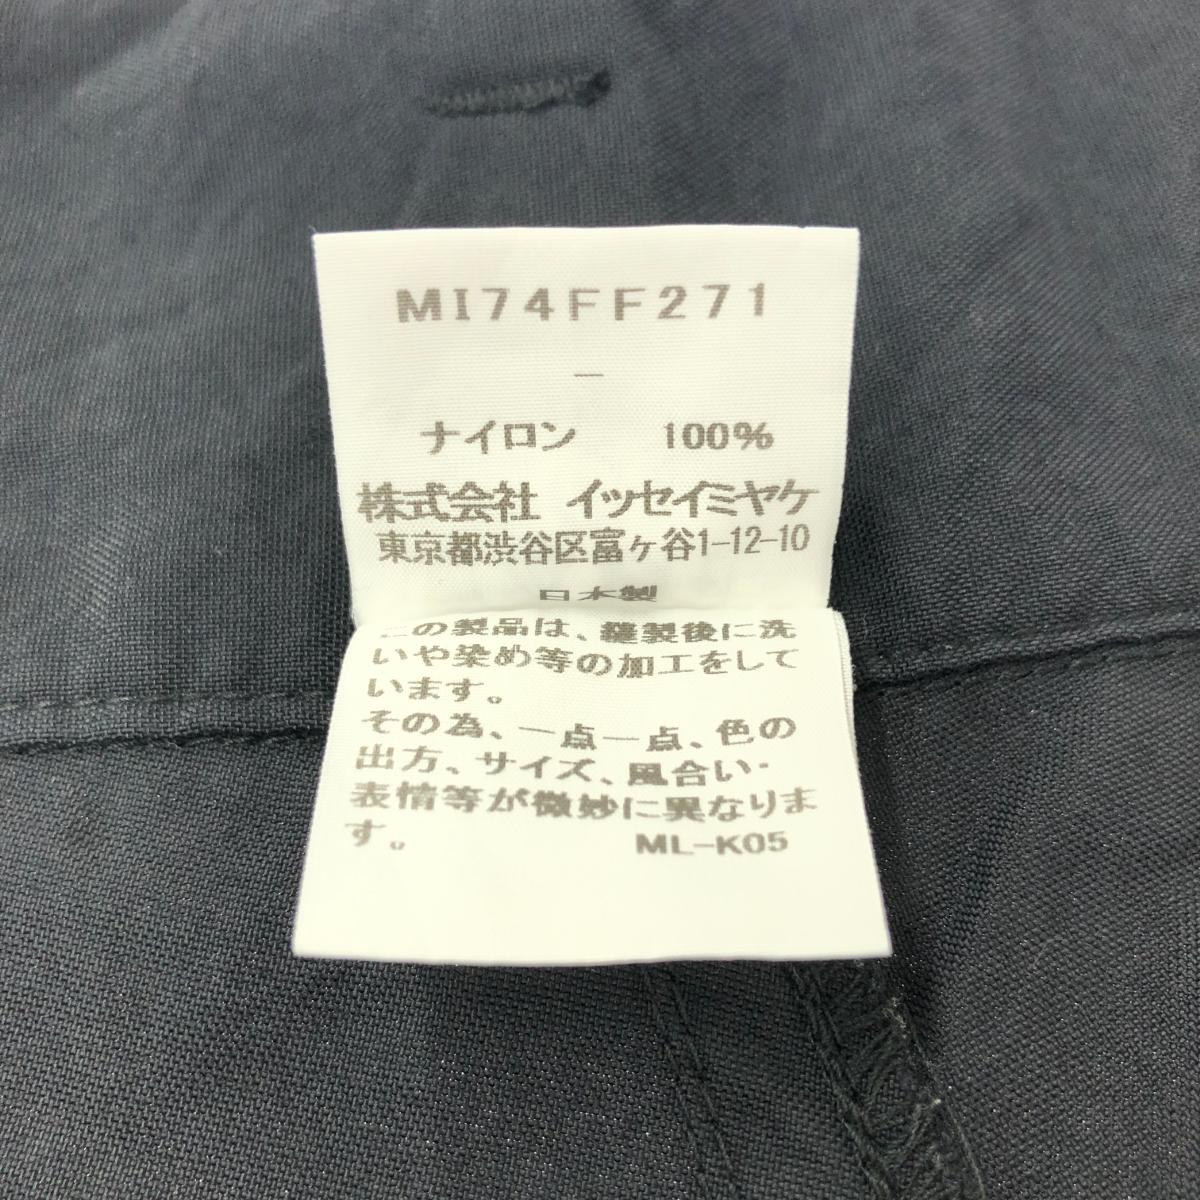 MI74FF271
—
ナイロン 100%
株式会社 イッセイミヤケ
東京都渋谷区富ヶ谷1-12-10
日本製
この製品は、縫製後に洗
いや染め等の加工をして
います。
その為、一点一点、色の
出方、サイズ、風合い・
表情等が微妙に異なりま
す。 ML-K05